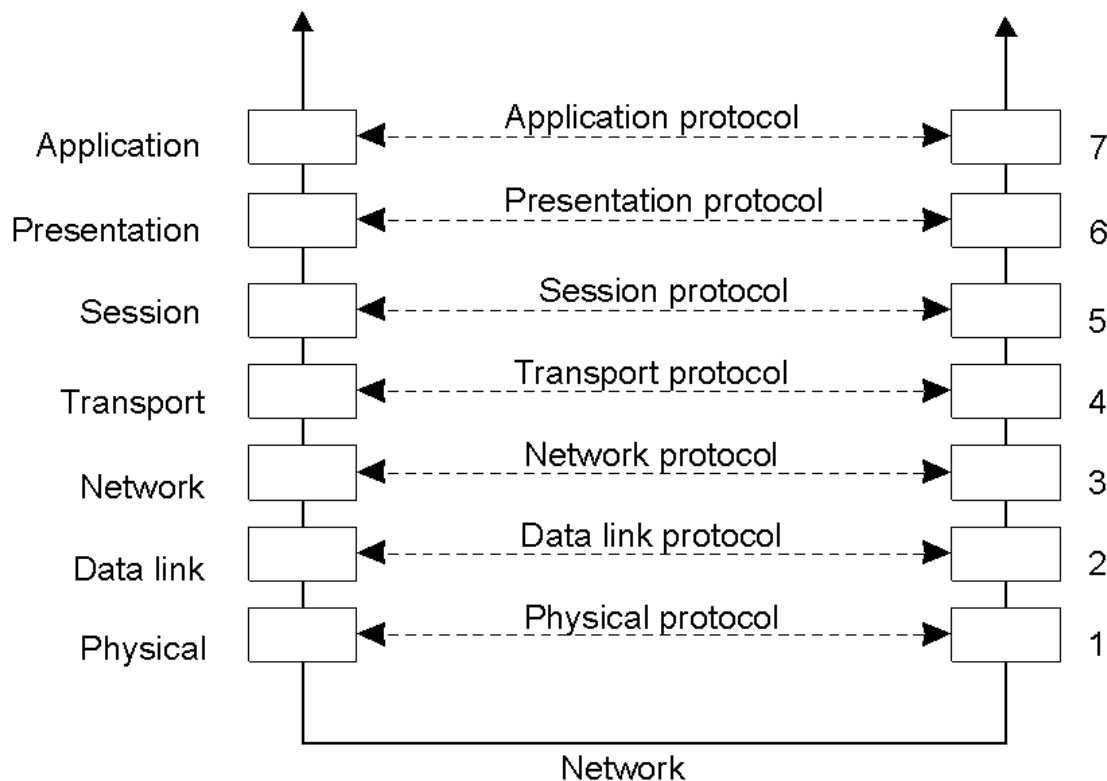 Application
Application protocol
7
Presentation
Presentation protocol
6
Session
Session protocol
5
Transport
Transport protocol
4
Network
Network protocol
3
Data link
Data link protocol
2
Physical
Physical protocol
1
Network